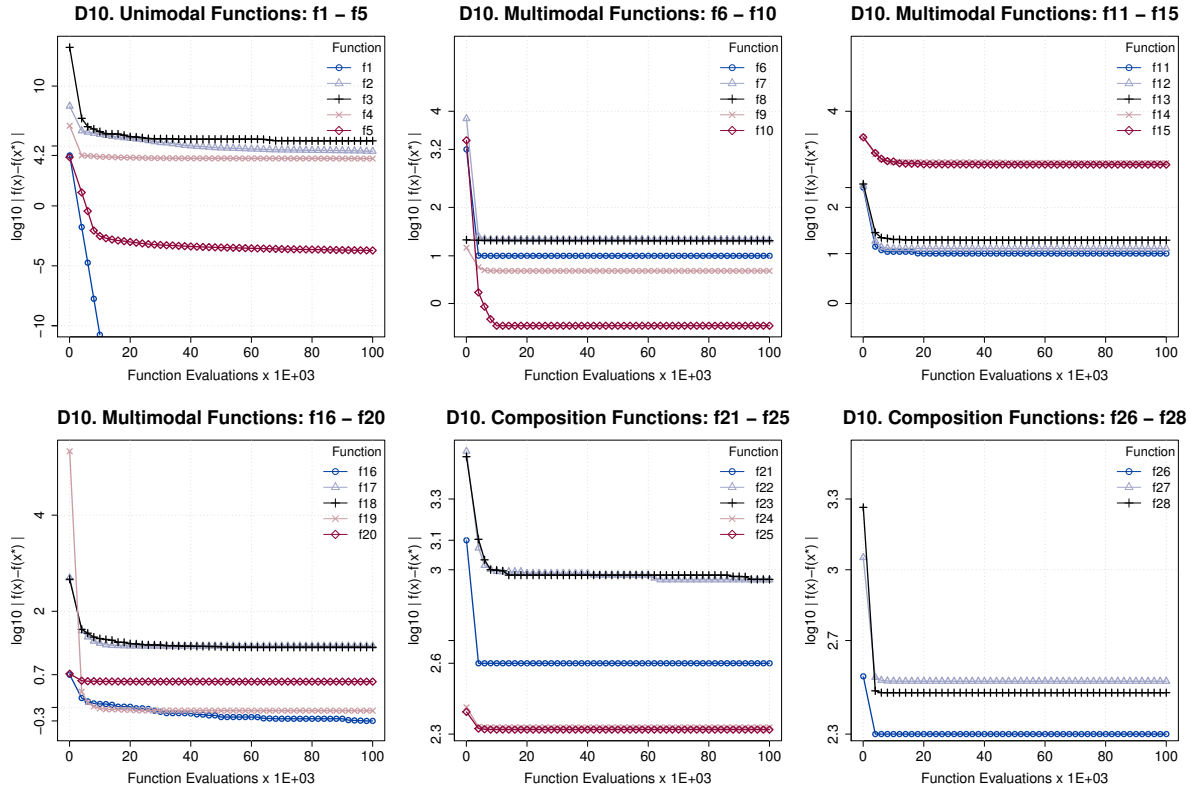 D10. Unimodal Functions: f1 − f5
log10 | f(x)−f(x*) |
10
4.2
0
−5
−10
Function
f1
f2
f3
f4
f5
0 20 40 60 80 100
Function Evaluations x 1E+03
D10. Multimodal Functions: f6 − f10
log10 | f(x)−f(x*) |
4
3.2
2
1
0
Function
f6
f7
f8
f9
f10
0 20 40 60 80 100
Function Evaluations x 1E+03
D10. Multimodal Functions: f11 − f15
log10 | f(x)−f(x*) |
4
2
1
0
Function
f11
f12
f13
f14
f15
0 20 40 60 80 100
Function Evaluations x 1E+03
D10. Multimodal Functions: f16 − f20
log10 | f(x)−f(x*) |
4
2
0.7
−0.3
Function
f16
f17
f18
f19
f20
0 20 40 60 80 100
Function Evaluations x 1E+03
D10. Composition Functions: f21 − f25
log10 | f(x)−f(x*) |
3.3
3.1
3
2.6
2.3
Function
f21
f22
f23
f24
f25
0 20 40 60 80 100
Function Evaluations x 1E+03
D10. Composition Functions: f26 − f28
log10 | f(x)−f(x*) |
3.3
3
2.7
2.3
Function
f26
f27
f28
0 20 40 60 80 100
Function Evaluations x 1E+03